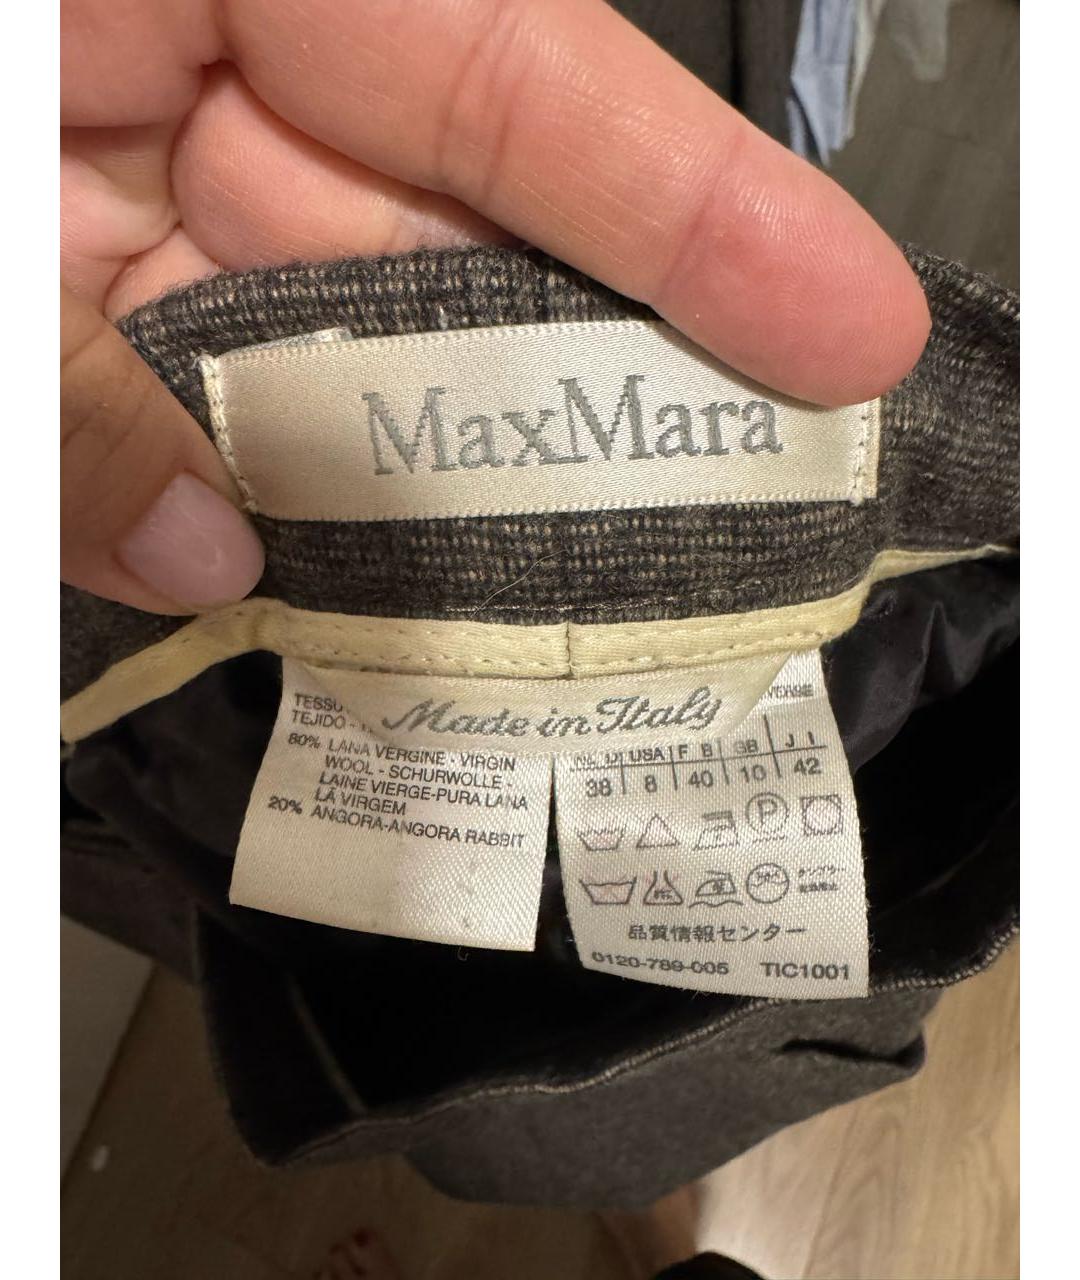 MaxMara
Made in Italy
TESSU
TEJIDO - T
80% LANA VERGINE - VIRGIN
WOOL - SCHURWOLLE -
LAINE VIERGE-PURA LANA
LÃ VIRGEM
20% ANGORA-ANGORA RABBIT
NL D USA F B GB J I
38 8 40 10 42
P
品質情報センター
0120-789-005 TIC1001